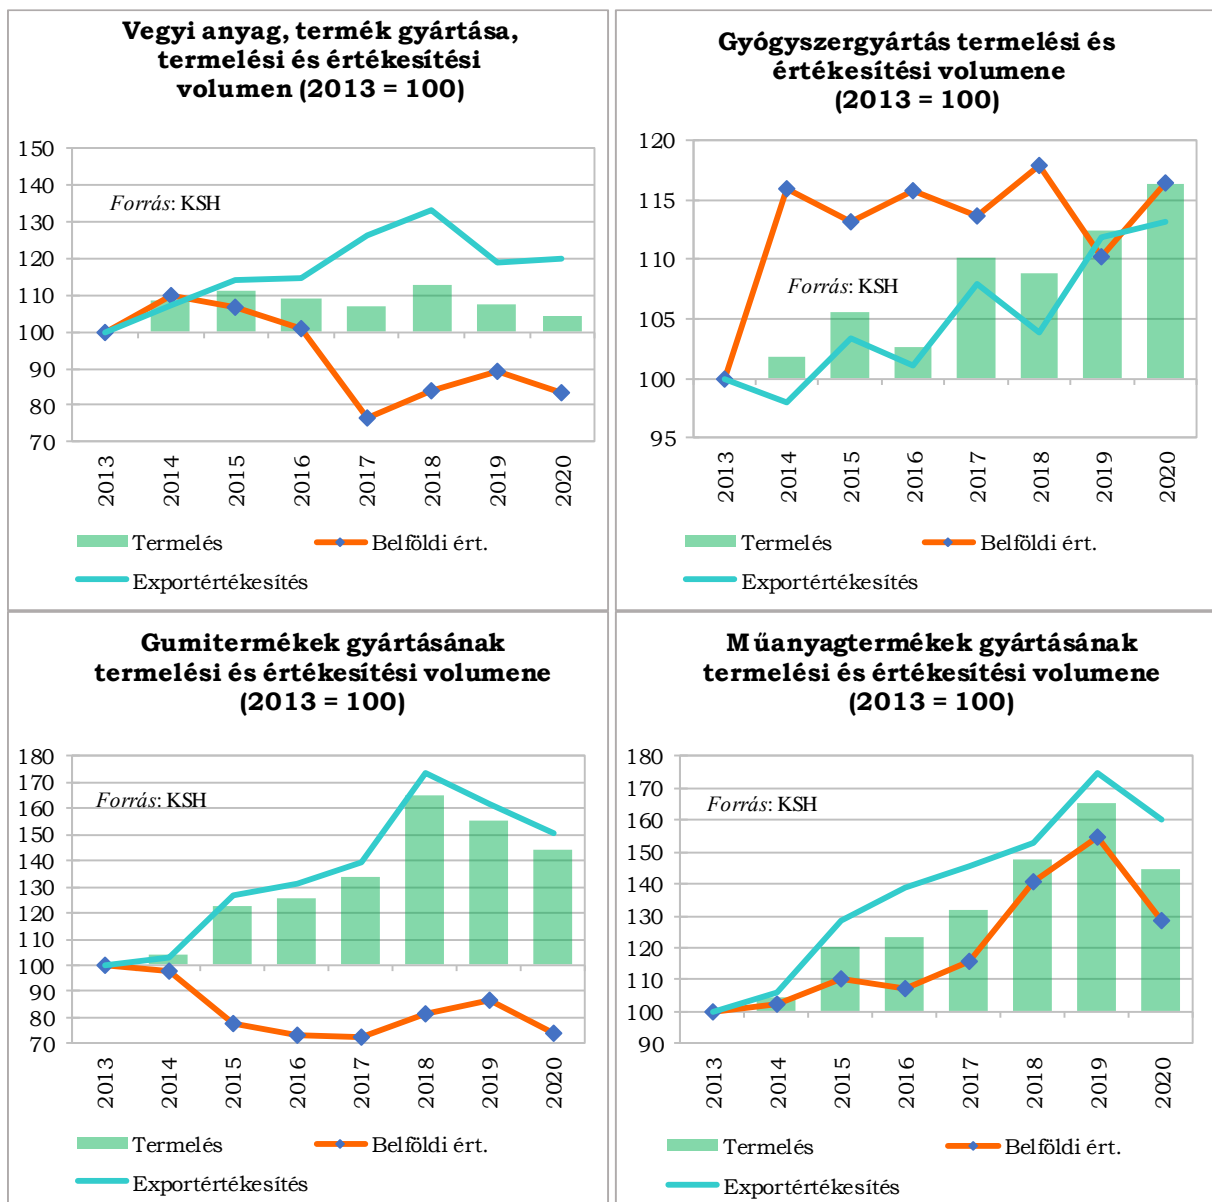 Vegyi anyag, termék gyártása,
termelési és értékesítési
volumen (2013 = 100)
150
140
130
120
110
100
90
80
70
Forrás: KSH
2013
2014
2015
2016
2017
2018
2019
2020
Termelés
Belföldi ért.
Exportértékesítés
Gyógyszergyártás termelési és
értékesítési volumene
(2013 = 100)
120
115
110
105
100
95
Forrás: KSH
2013
2014
2015
2016
2017
2018
2019
2020
Termelés
Belföldi ért.
Exportértékesítés
Gumitermékek gyártásának
termelési és értékesítési volumene
(2013 = 100)
180
170
160
150
140
130
120
110
100
90
80
70
Forrás: KSH
2013
2014
2015
2016
2017
2018
2019
2020
Termelés
Belföldi ért.
Exportértékesítés
Műanyagtermékek gyártásának
termelési és értékesítési volumene
(2013 = 100)
180
170
160
150
140
130
120
110
100
90
Forrás: KSH
2013
2014
2015
2016
2017
2018
2019
2020
Termelés
Belföldi ért.
Exportértékesítés